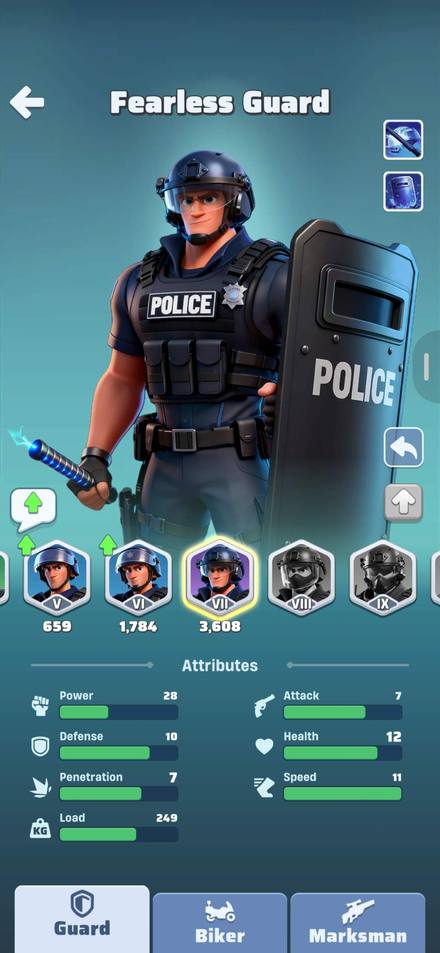 Fearless Guard
POLICE
POLICE
V
VI
VII
VIII
IX
659
1,784
3,608
Attributes
Power 28
Attack 7
Defense 10
Health 12
Penetration 7
Speed 11
KG
Load 249
Guard
Biker
Marksman